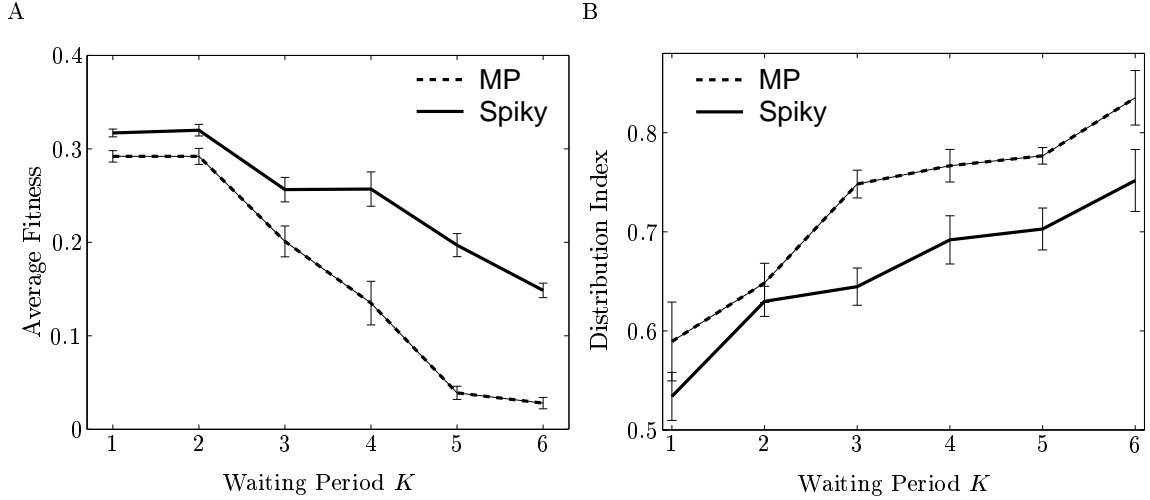 A
0.4
0.3
0.2
0.1
0
Average Fitness
MP
Spiky
1 2 3 4 5 6
Waiting Period K
B
0.8
0.7
0.6
0.5
Distribution Index
MP
Spiky
1 2 3 4 5 6
Waiting Period K